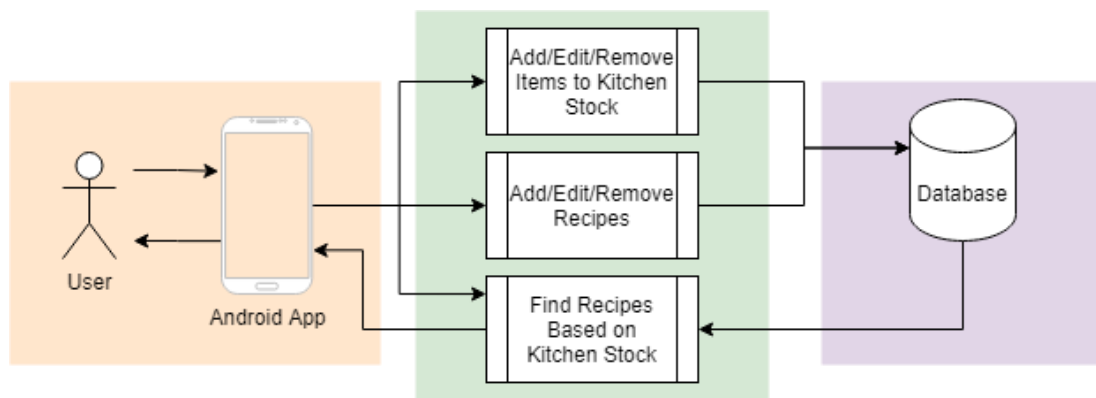 User
Android App
Add/Edit/Remove
Items to Kitchen
Stock
Add/Edit/Remove
Recipes
Find Recipes
Based on
Kitchen Stock
Database